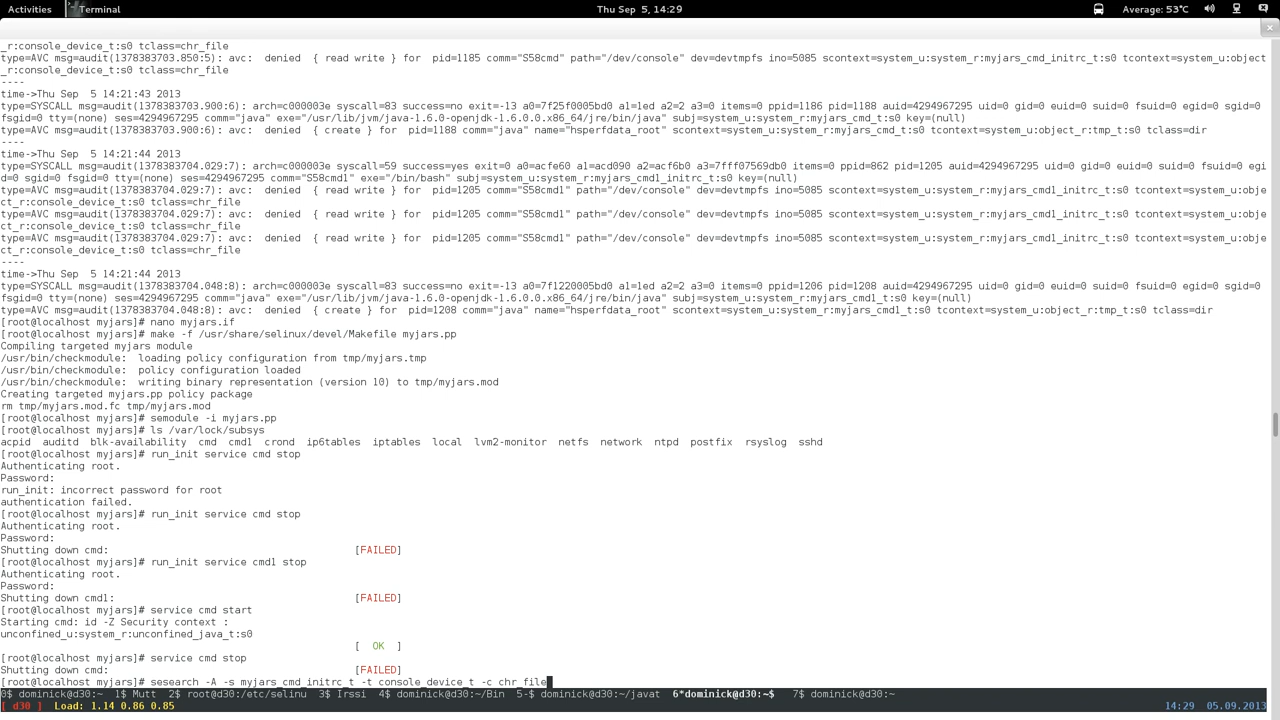 Activities Terminal Thu Sep 5, 14:29 Average: 53°C
_r:console_device_t:s0 tclass=chr_file
type=AVC msg=audit(1378383703.850:5): avc:  denied  { read write } for  pid=1185 comm="S58cmd" path="/dev/console" dev=devtmpfs ino=5085 scontext=system_u:system_r:myjars_cmd_initrc_t:s0 tcontext=system_u:object
_r:console_device_t:s0 tclass=chr_file
----
time->Thu Sep  5 14:21:43 2013
type=SYSCALL msg=audit(1378383703.900:6): arch=c000003e syscall=83 success=no exit=-13 a0=7f25f0005bd0 a1=1ed a2=2 a3=0 items=0 ppid=1186 pid=1188 auid=4294967295 uid=0 gid=0 euid=0 suid=0 fsuid=0 egid=0 sgid=0
fsgid=0 tty=(none) ses=4294967295 comm="java" exe="/usr/lib/jvm/java-1.6.0-openjdk-1.6.0.0.x86_64/jre/bin/java" subj=system_u:system_r:myjars_cmd_t:s0 key=(null)
type=AVC msg=audit(1378383703.900:6): avc:  denied  { create } for  pid=1188 comm="java" name="hsperfdata_root" scontext=system_u:system_r:myjars_cmd_t:s0 tcontext=system_u:object_r:tmp_t:s0 tclass=dir
----
time->Thu Sep  5 14:21:44 2013
type=SYSCALL msg=audit(1378383704.029:7): arch=c000003e syscall=59 success=yes exit=0 a0=acfe60 a1=acd090 a2=acf6b0 a3=7fff07569db0 items=0 ppid=862 pid=1205 auid=4294967295 uid=0 gid=0 euid=0 suid=0 fsuid=0 egi
d=0 sgid=0 fsgid=0 tty=(none) ses=4294967295 comm="S58cmd1" exe="/bin/bash" subj=system_u:system_r:myjars_cmd1_initrc_t:s0 key=(null)
type=AVC msg=audit(1378383704.029:7): avc:  denied  { read write } for  pid=1205 comm="S58cmd1" path="/dev/console" dev=devtmpfs ino=5085 scontext=system_u:system_r:myjars_cmd1_initrc_t:s0 tcontext=system_u:obje
ct_r:console_device_t:s0 tclass=chr_file
type=AVC msg=audit(1378383704.029:7): avc:  denied  { read write } for  pid=1205 comm="S58cmd1" path="/dev/console" dev=devtmpfs ino=5085 scontext=system_u:system_r:myjars_cmd1_initrc_t:s0 tcontext=system_u:obje
ct_r:console_device_t:s0 tclass=chr_file
type=AVC msg=audit(1378383704.029:7): avc:  denied  { read write } for  pid=1205 comm="S58cmd1" path="/dev/console" dev=devtmpfs ino=5085 scontext=system_u:system_r:myjars_cmd1_initrc_t:s0 tcontext=system_u:obje
ct_r:console_device_t:s0 tclass=chr_file
----
time->Thu Sep  5 14:21:44 2013
type=SYSCALL msg=audit(1378383704.048:8): arch=c000003e syscall=83 success=no exit=-13 a0=7f1220005bd0 a1=1ed a2=2 a3=0 items=0 ppid=1206 pid=1208 auid=4294967295 uid=0 gid=0 euid=0 suid=0 fsuid=0 egid=0 sgid=0
fsgid=0 tty=(none) ses=4294967295 comm="java" exe="/usr/lib/jvm/java-1.6.0-openjdk-1.6.0.0.x86_64/jre/bin/java" subj=system_u:system_r:myjars_cmd1_t:s0 key=(null)
type=AVC msg=audit(1378383704.048:8): avc:  denied  { create } for  pid=1208 comm="java" name="hsperfdata_root" scontext=system_u:system_r:myjars_cmd1_t:s0 tcontext=system_u:object_r:tmp_t:s0 tclass=dir
[root@localhost myjars]# nano myjars.if
[root@localhost myjars]# make -f /usr/share/selinux/devel/Makefile myjars.pp
Compiling targeted myjars module
/usr/bin/checkmodule:  loading policy configuration from tmp/myjars.tmp
/usr/bin/checkmodule:  policy configuration loaded
/usr/bin/checkmodule:  writing binary representation (version 10) to tmp/myjars.mod
Creating targeted myjars.pp policy package
rm tmp/myjars.mod.fc tmp/myjars.mod
[root@localhost myjars]# semodule -i myjars.pp
[root@localhost myjars]# ls /var/lock/subsys
acpid  auditd  blk-availability  cmd  cmd1  crond  ip6tables  iptables  local  lvm2-monitor  netfs  network  ntpd  postfix  rsyslog  sshd
[root@localhost myjars]# run_init service cmd stop
Authenticating root.
Password:
run_init: incorrect password for root
authentication failed.
[root@localhost myjars]# run_init service cmd stop
Authenticating root.
Password:
Shutting down cmd: [FAILED]
[root@localhost myjars]# run_init service cmd1 stop
Authenticating root.
Password:
Shutting down cmd1: [FAILED]
[root@localhost myjars]# service cmd start
Starting cmd: id -Z Security context :
unconfined_u:system_r:unconfined_java_t:s0
[  OK  ]
[root@localhost myjars]# service cmd stop
Shutting down cmd: [FAILED]
[root@localhost myjars]# sesearch -A -s myjars_cmd_initrc_t -t console_device_t -c chr_file
0$ dominick@d30:~  1$ Mutt  2$ root@d30:/etc/selinu  3$ Irssi  4$ dominick@d30:~/Bin  5-$ dominick@d30:~/javat  6*dominick@d30:~$  7$ dominick@d30:~
[ d30 ] Load: 1.14 0.86 0.85 14:29 05.09.2013